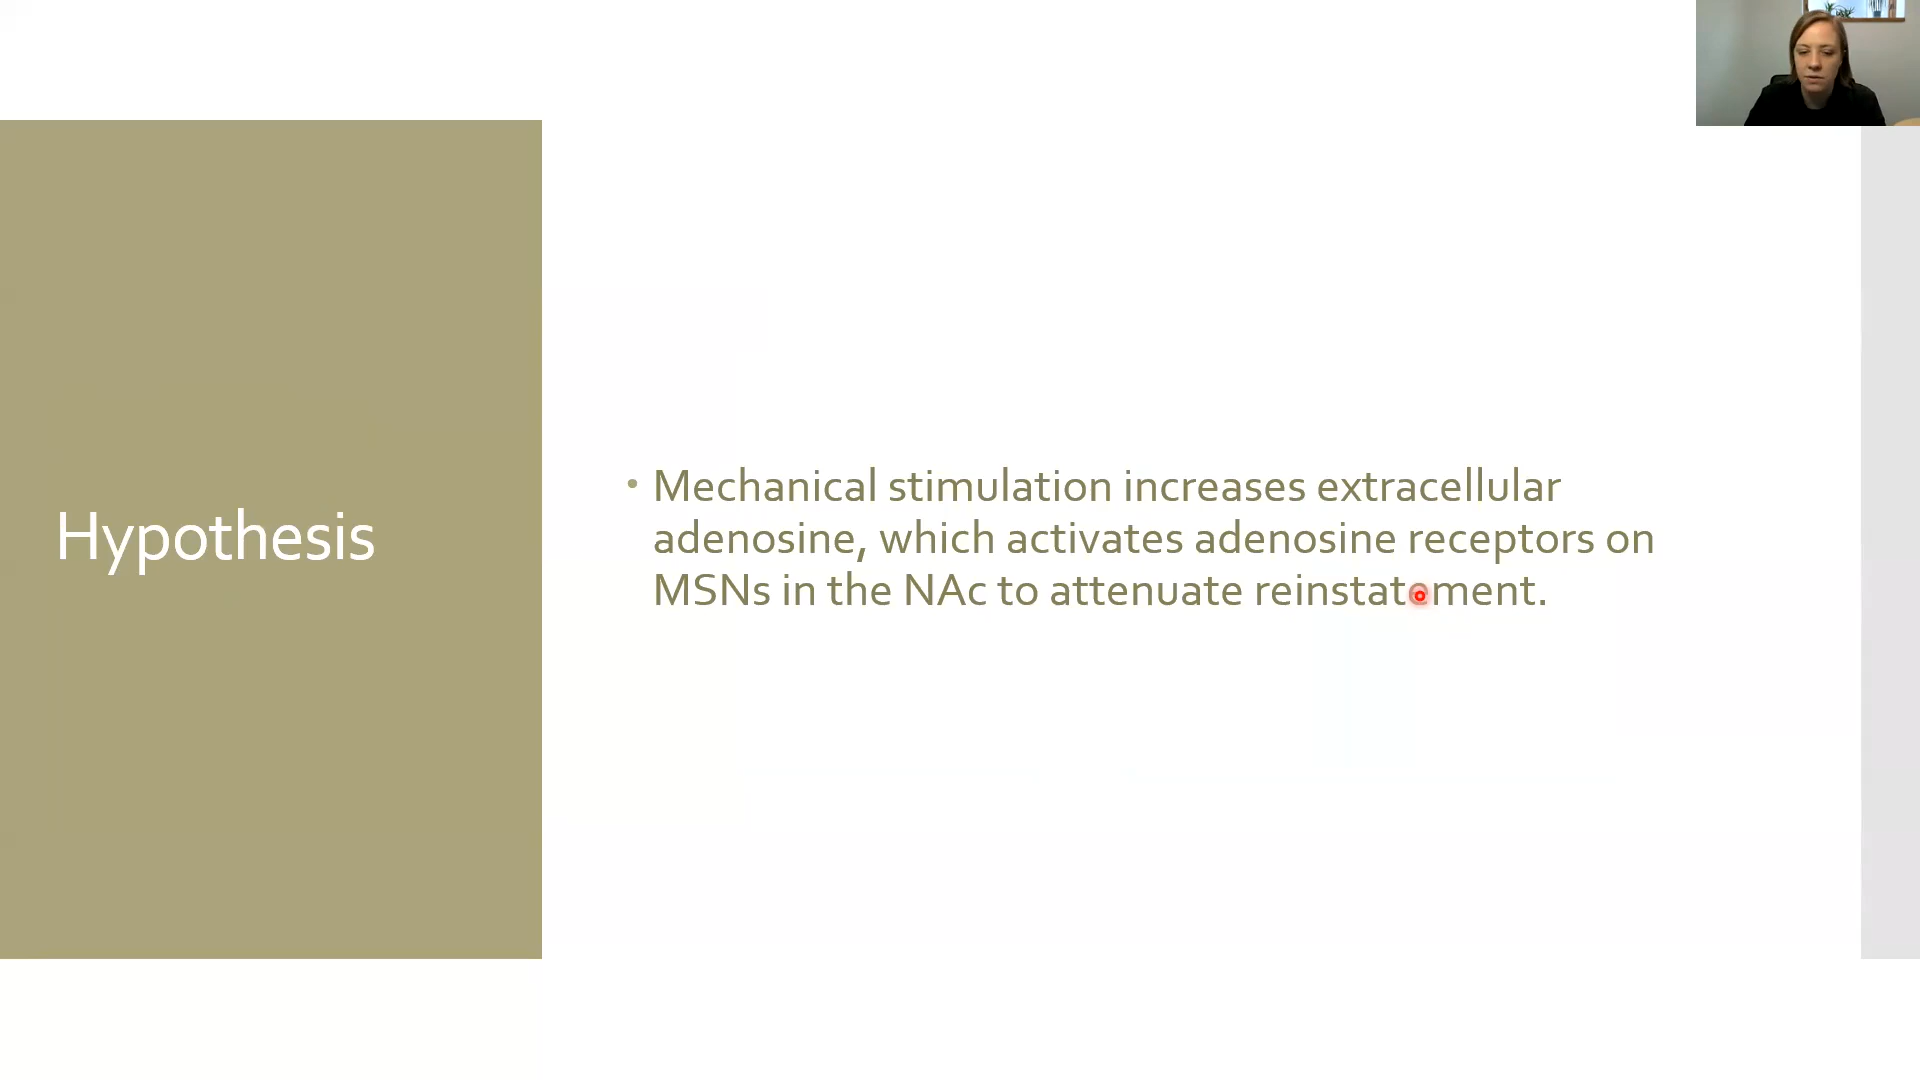 Hypothesis
• Mechanical stimulation increases extracellular
adenosine, which activates adenosine receptors on
MSNs in the NAc to attenuate reinstatement.